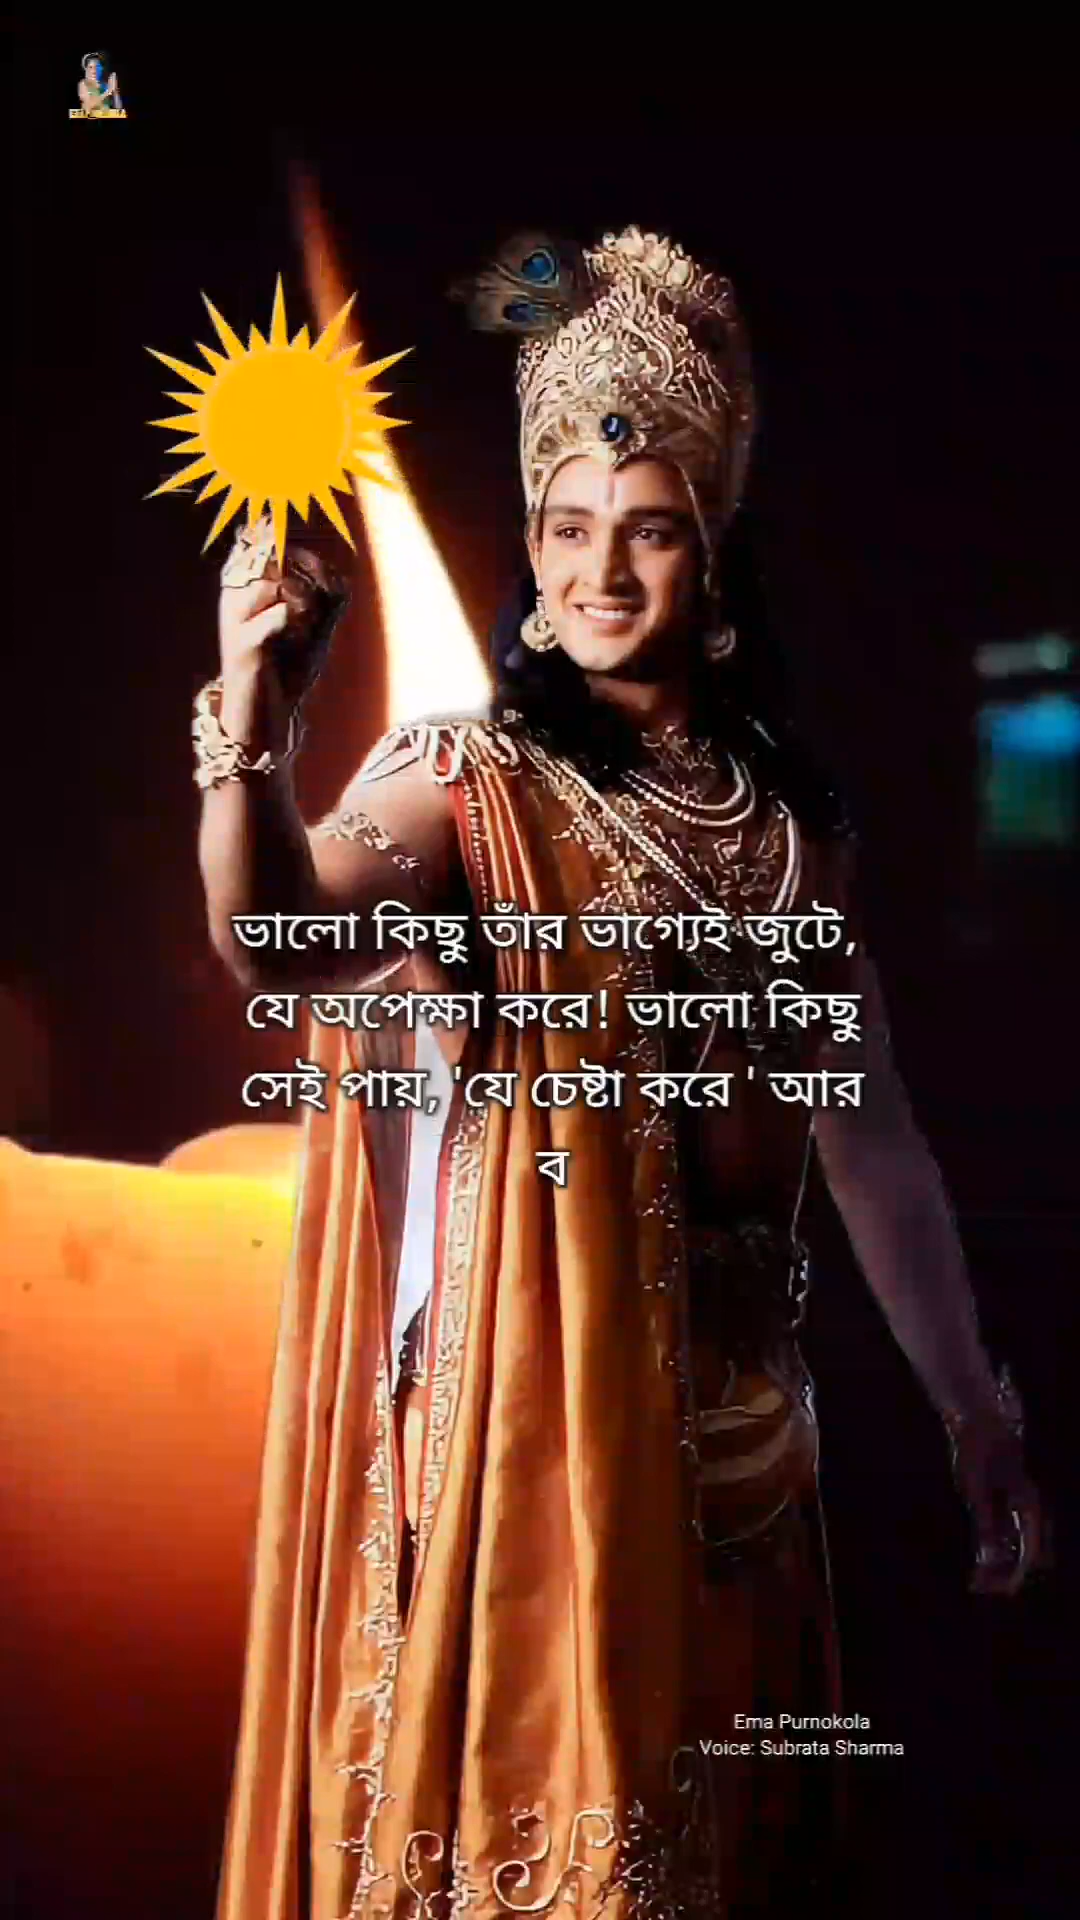 ভালো কিছু তাঁর ভাগ্যেই জুটে,
যে অপেক্ষা করে! ভালো কিছু
সেই পায়, 'যে চেষ্টা করে ' আর
ব
Ema Purnokola
Voice: Subrata Sharma